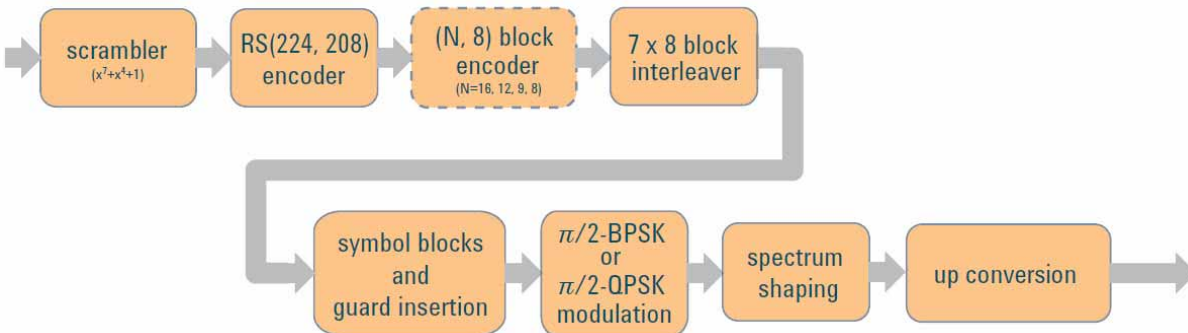 scrambler
(x⁷+x⁴+1)
RS(224, 208)
encoder
(N, 8) block
encoder
(N=16, 12, 9, 8)
7 x 8 block
interleaver
symbol blocks
and
guard insertion
π/2-BPSK
or
π/2-QPSK
modulation
spectrum
shaping
up conversion